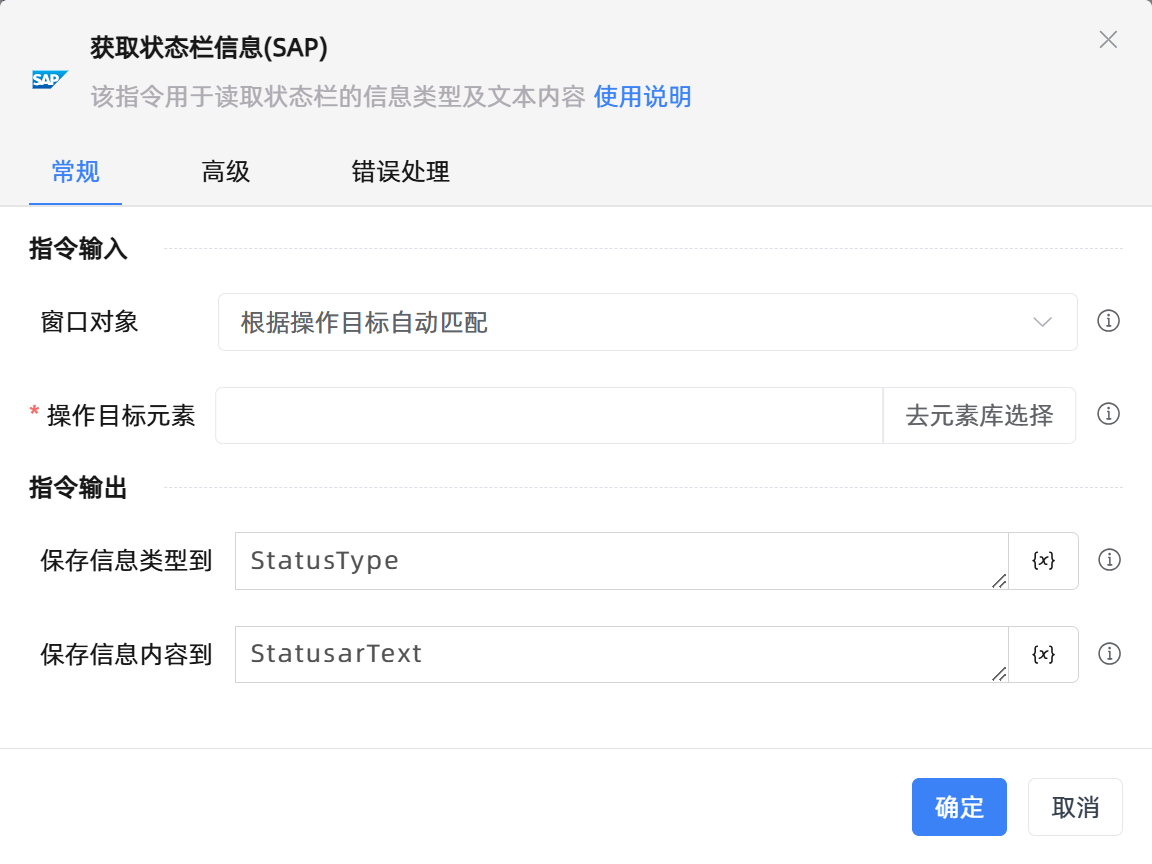 获取状态栏信息(SAP)
SAP
该指令用于读取状态栏的信息类型及文本内容 使用说明
常规 高级 错误处理
指令输入
窗口对象 根据操作目标自动匹配
* 操作目标元素 去元素库选择
指令输出
保存信息类型到 StatusType {x}
保存信息内容到 StatusarText {x}
确定 取消